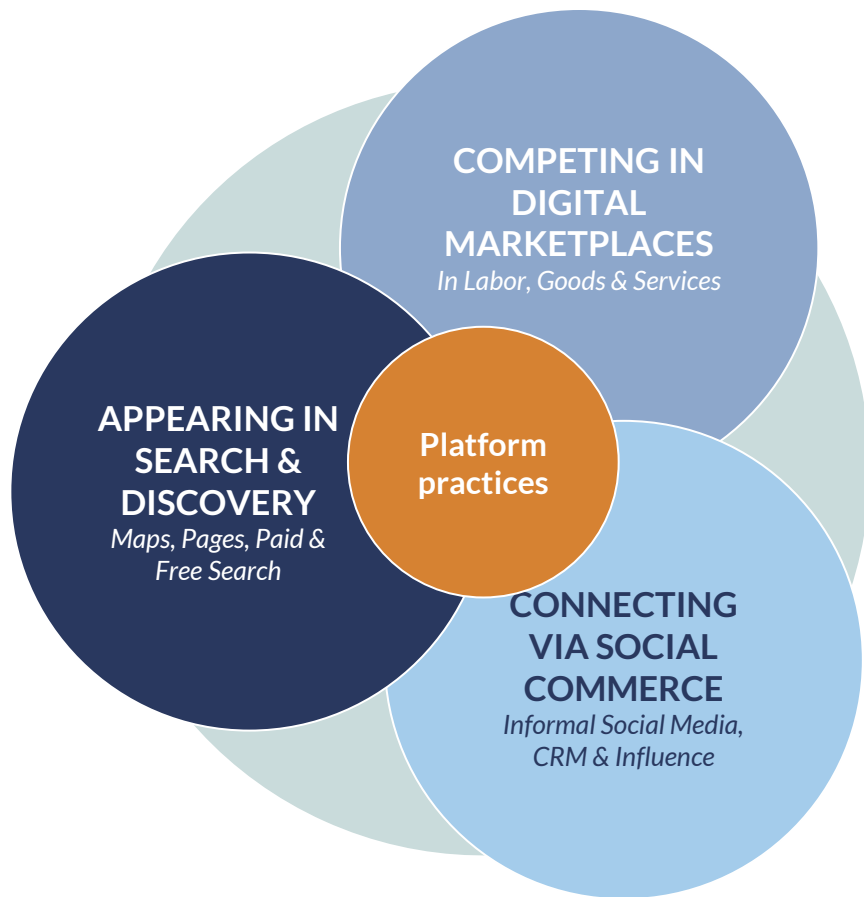 COMPETING IN
DIGITAL
MARKETPLACES
In Labor, Goods & Services
APPEARING IN
SEARCH &
DISCOVERY
Maps, Pages, Paid &
Free Search
Platform
practices
CONNECTING
VIA SOCIAL
COMMERCE
Informal Social Media,
CRM & Influence